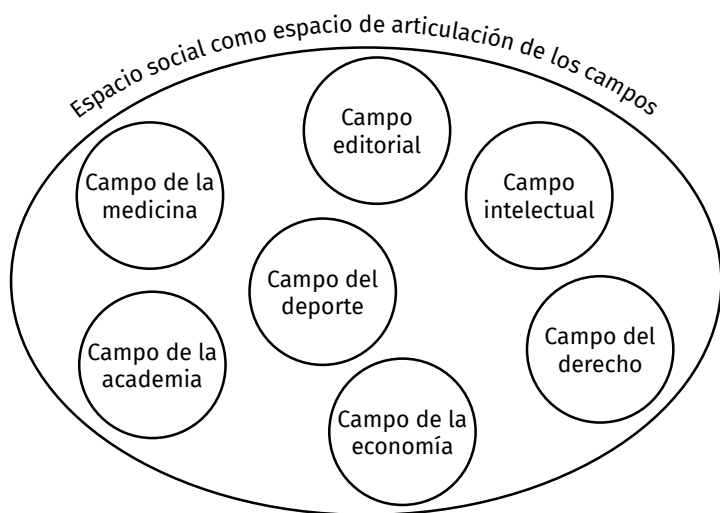 Espacio social como espacio de articulación de los campos
Campo
editorial
Campo de la
medicina
Campo
intelectual
Campo del
deporte
Campo de la
academia
Campo del
derecho
Campo de la
economía